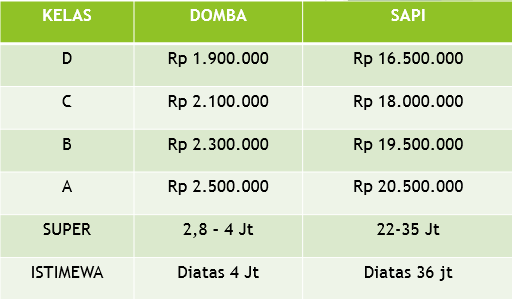 KELAS DOMBA SAPI
D Rp 1.900.000 Rp 16.500.000
C Rp 2.100.000 Rp 18.000.000
B Rp 2.300.000 Rp 19.500.000
A Rp 2.500.000 Rp 20.500.000
SUPER 2,8 – 4 Jt 22-35 Jt
ISTIMEWA Diatas 4 Jt Diatas 36 jt